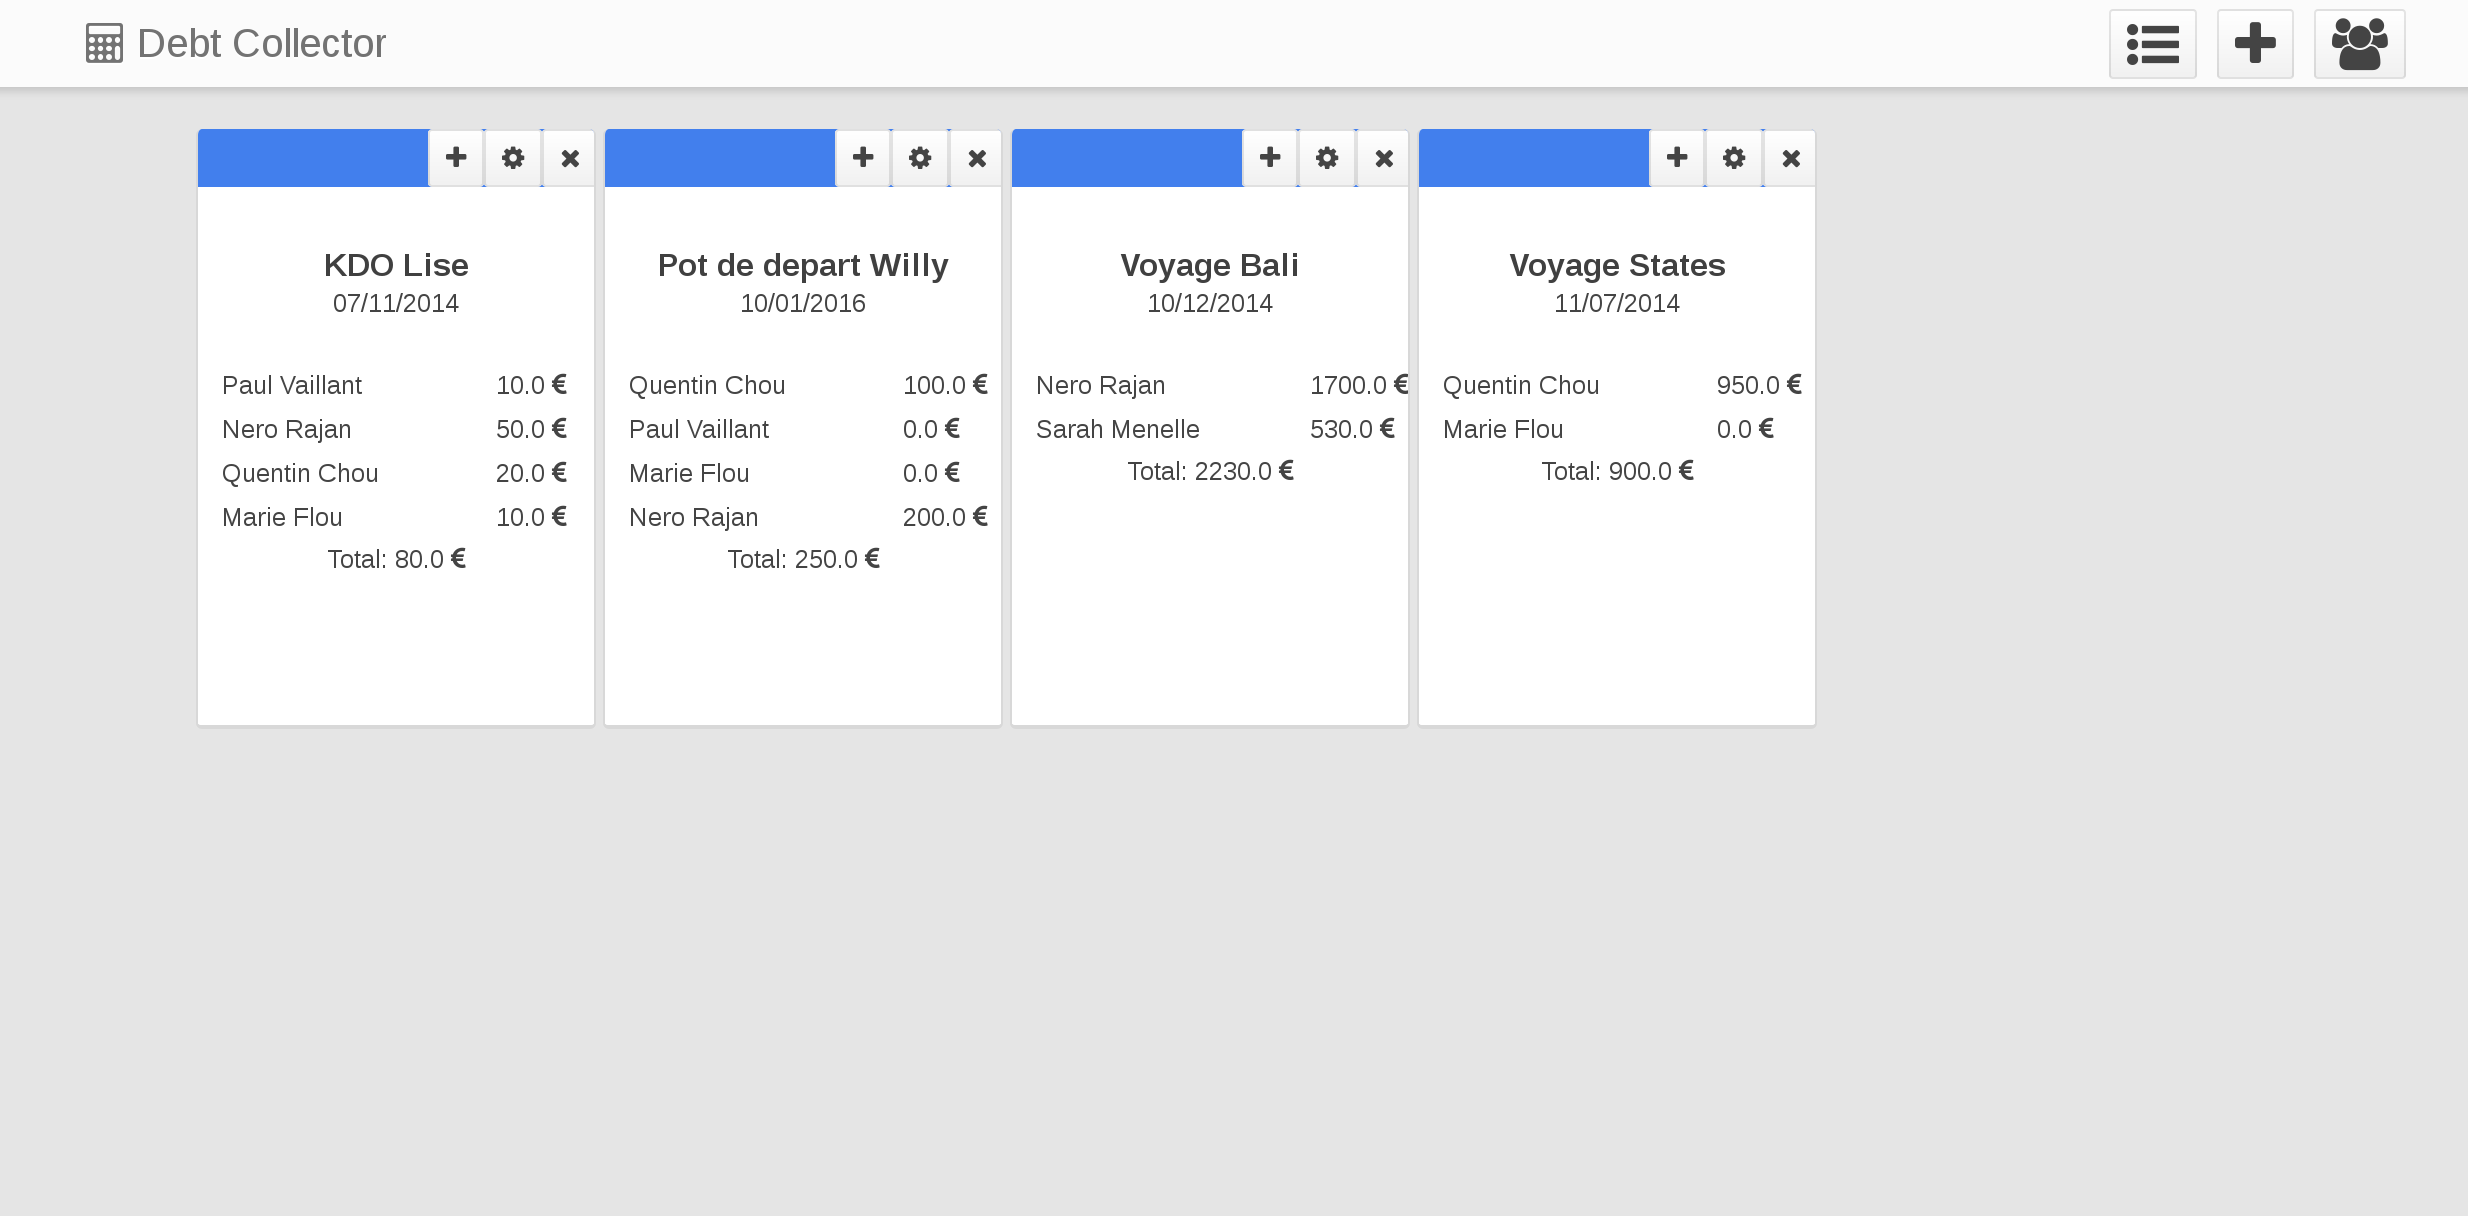 Debt Collector
KDO Lise
07/11/2014
Paul Vaillant 10.0 €
Nero Rajan 50.0 €
Quentin Chou 20.0 €
Marie Flou 10.0 €
Total: 80.0 €
Pot de depart Willy
10/01/2016
Quentin Chou 100.0 €
Paul Vaillant 0.0 €
Marie Flou 0.0 €
Nero Rajan 200.0 €
Total: 250.0 €
Voyage Bali
10/12/2014
Nero Rajan 1700.0 €
Sarah Menelle 530.0 €
Total: 2230.0 €
Voyage States
11/07/2014
Quentin Chou 950.0 €
Marie Flou 0.0 €
Total: 900.0 €